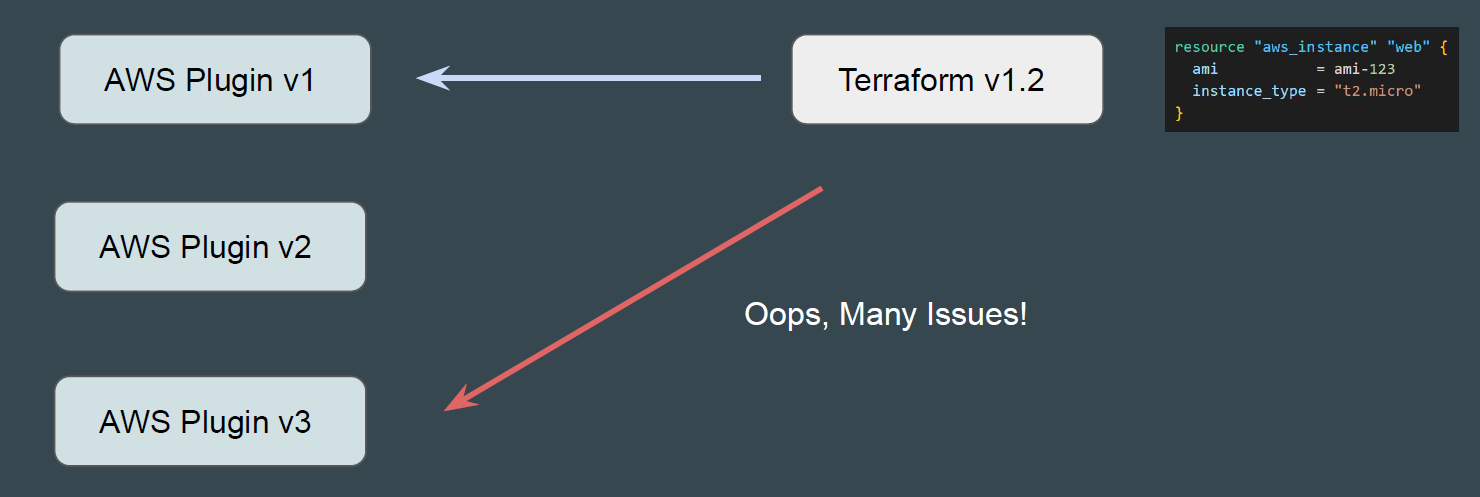 AWS Plugin v1
Terraform v1.2
resource "aws_instance" "web" {
  ami           = ami-123
  instance_type = "t2.micro"
}
AWS Plugin v2
Oops, Many Issues!
AWS Plugin v3